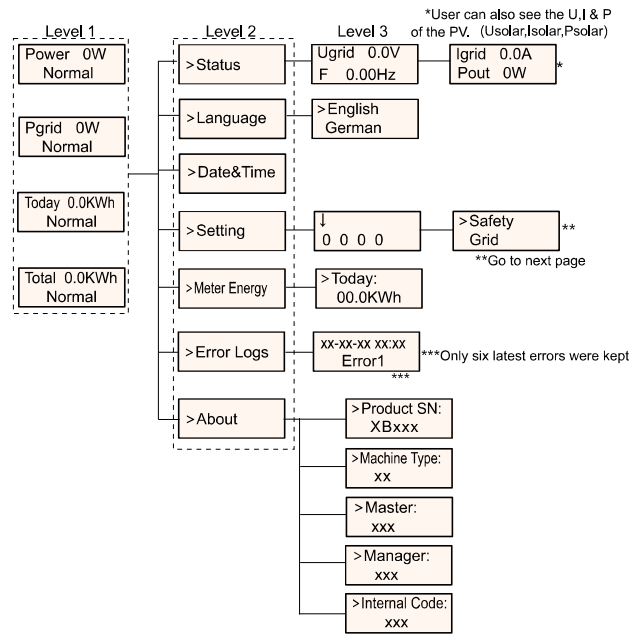 *User can also see the U,I & P
of the PV. (Usolar,Isolar,Psolar)
Level 1
Level 2
Level 3
Power 0W
Normal
Pgrid 0W
Normal
Today 0.0KWh
Normal
Total 0.0KWh
Normal
>Status
Ugrid 0.0V
F 0.00Hz
Igrid 0.0A
Pout 0W
*
>Language
>English
German
>Date&Time
>Setting
↓
0 0 0 0
>Safety
Grid
**
**Go to next page
>Meter Energy
>Today:
00.0KWh
>Error Logs
xx-xx-xx xx:xx
Error1
***Only six latest errors were kept
***
>About
>Product SN:
XBxxx
>Machine Type:
xx
>Master:
xxx
>Manager:
xxx
>Internal Code:
xxx